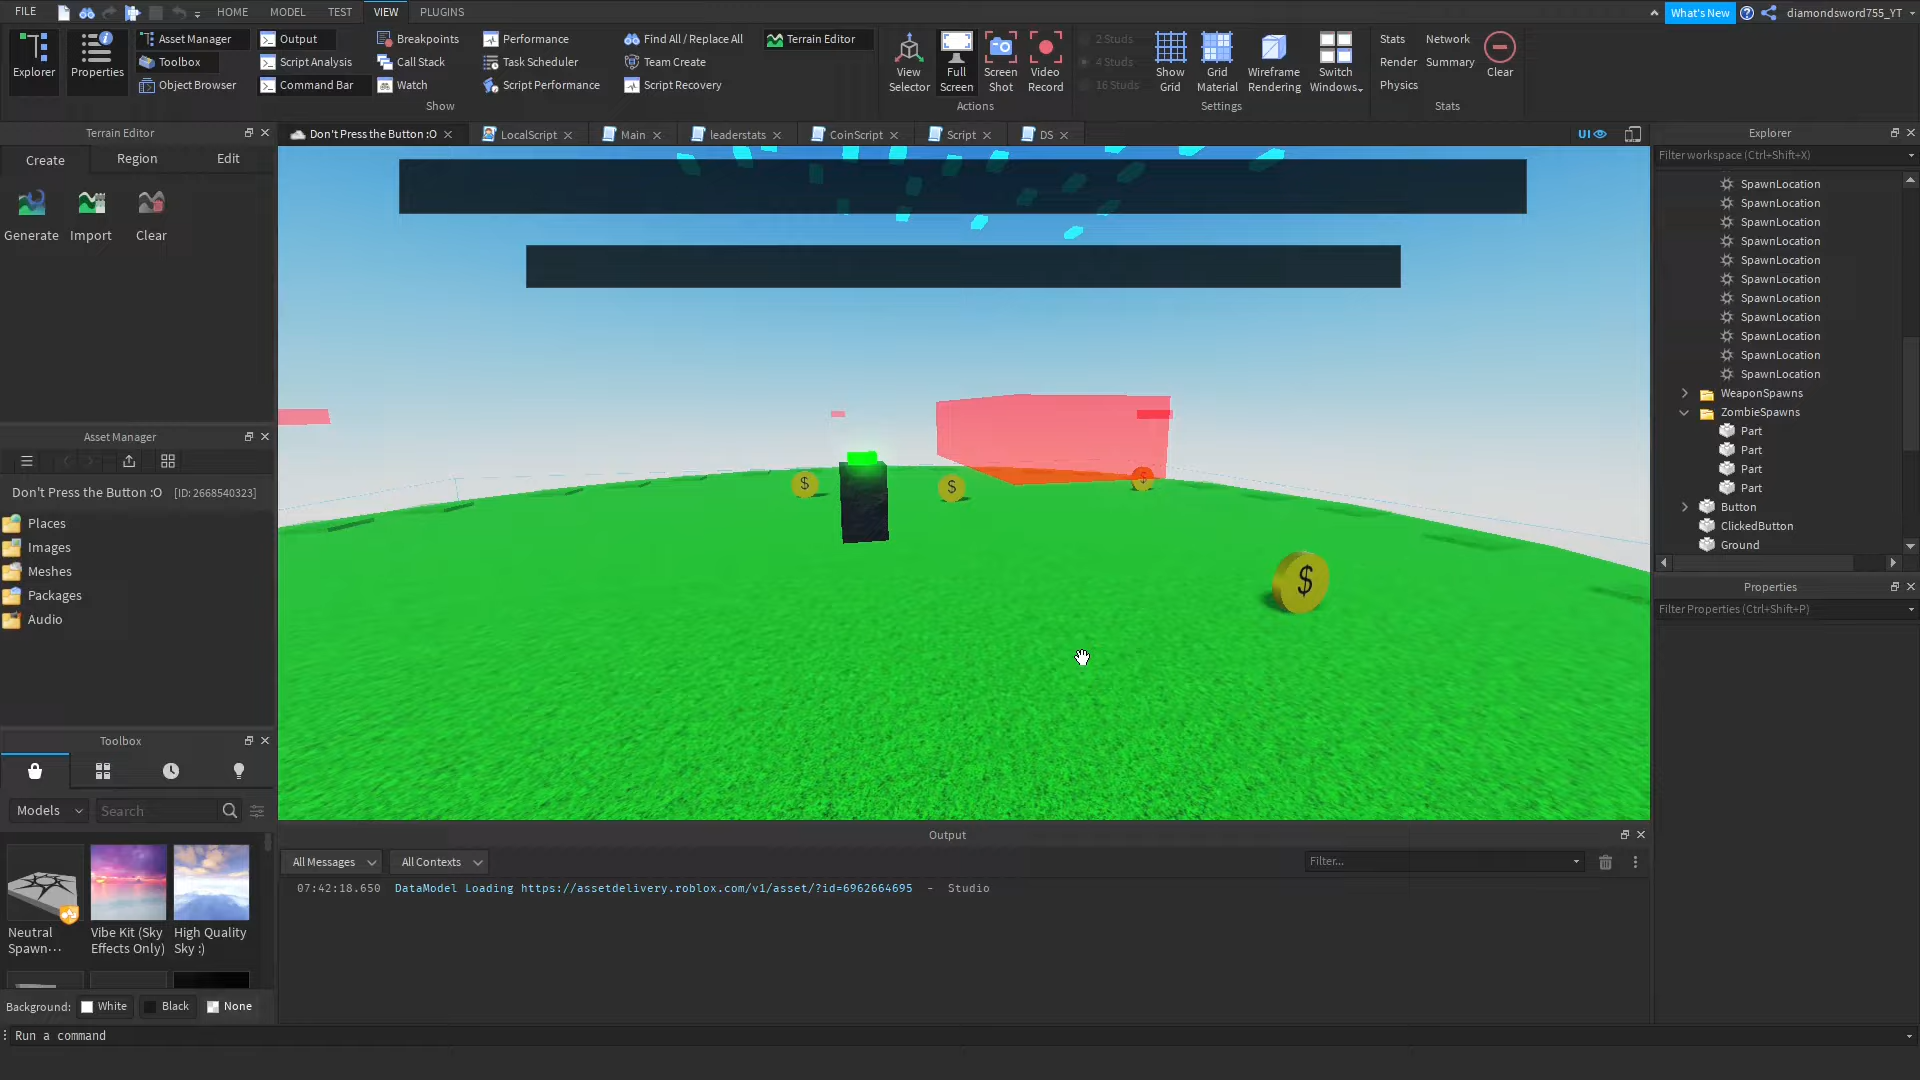 FILE
HOME
MODEL
TEST
VIEW
PLUGINS
What's New
diamondsword755_YT
Explorer
Properties
Asset Manager
Toolbox
Object Browser
Output
Script Analysis
Command Bar
Breakpoints
Call Stack
Watch
Performance
Task Scheduler
Script Performance
Find All / Replace All
Team Create
Script Recovery
Terrain Editor
Show
View Selector
Full Screen
Screen Shot
Video Record
Actions
2 Studs
4 Studs
16 Studs
Show Grid
Grid Material
Wireframe Rendering
Switch Windows
Settings
Stats
Network
Render
Summary
Physics
Clear
Stats
Terrain Editor
Create
Region
Edit
Generate
Import
Clear
Asset Manager
Don't Press the Button :O
[ID: 2668540323]
Places
Images
Meshes
Packages
Audio
Toolbox
Models
Search
Neutral
Spawn...
Vibe Kit (Sky
Effects Only)
High Quality
Sky :)
Background:
White
Black
None
Run a command
Don't Press the Button :O
LocalScript
Main
leaderstats
CoinScript
Script
DS
UI
$
$
$
$
Output
All Messages
All Contexts
Filter...
07:42:18.650 DataModel Loading https://assetdelivery.roblox.com/v1/asset/?id=6962664695 - Studio
Explorer
Filter workspace (Ctrl+Shift+X)
SpawnLocation
SpawnLocation
SpawnLocation
SpawnLocation
SpawnLocation
SpawnLocation
SpawnLocation
SpawnLocation
SpawnLocation
SpawnLocation
SpawnLocation
WeaponSpawns
ZombieSpawns
Part
Part
Part
Part
Button
ClickedButton
Ground
Properties
Filter Properties (Ctrl+Shift+P)